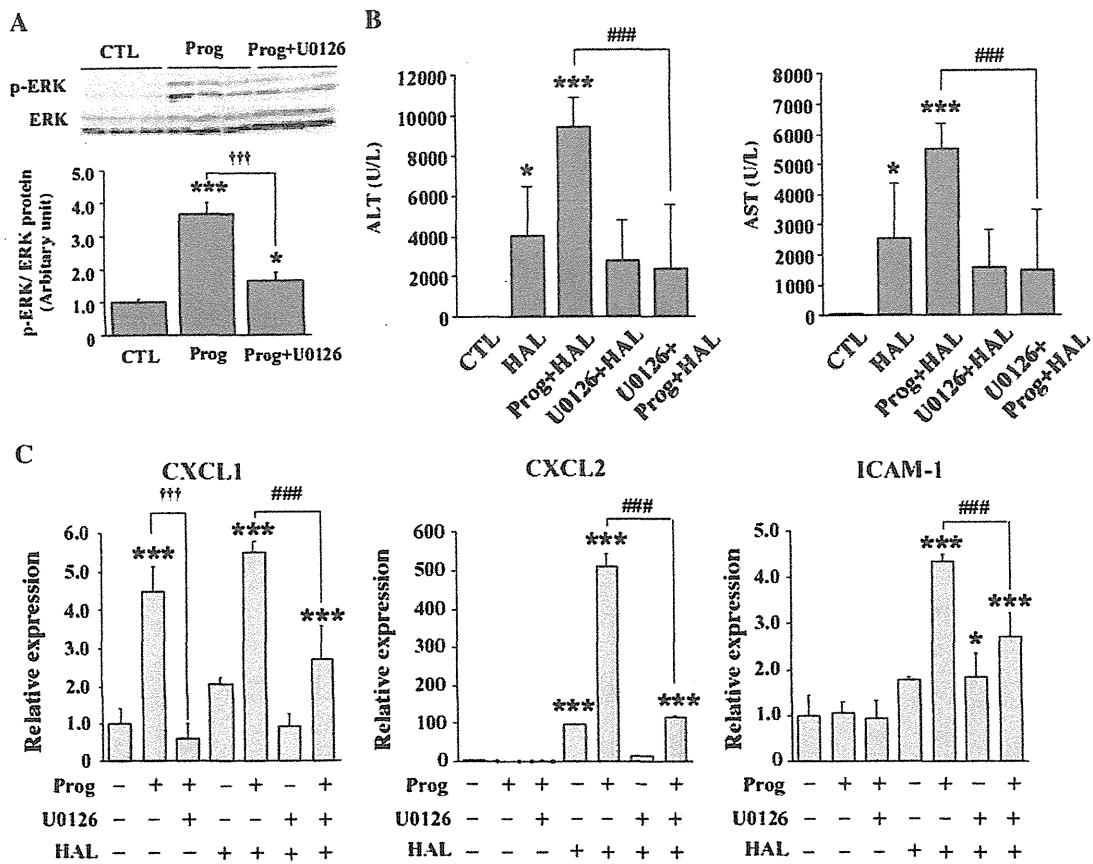 A
CTL Prog Prog+U0126
p-ERK
ERK
†††
***
*
5.0
4.0
3.0
2.0
1.0
0
p-ERK/ ERK protein
(Arbitary unit)
CTL Prog Prog+U0126
B
###
***
*
12000
10000
8000
6000
4000
2000
0
ALT (U/L)
CTL
HAL
Prog+HAL
U0126+HAL
U0126+
Prog+HAL
###
***
*
8000
7000
6000
5000
4000
3000
2000
1000
0
AST (U/L)
CTL
HAL
Prog+HAL
U0126+HAL
U0126+
Prog+HAL
C
CXCL1
††† ###
*** *** ***
6.0
5.0
4.0
3.0
2.0
1.0
0
Relative expression
CXCL2
###
*** *** ***
600
500
400
300
200
100
0
Relative expression
ICAM-1
###
*** * ***
5.0
4.0
3.0
2.0
1.0
0
Relative expression
Prog – + + – + – +
U0126 – – + – – + +
HAL – – – + + + +
Prog – + + – + – +
U0126 – – + – – + +
HAL – – – + + + +
Prog – + + – + – +
U0126 – – + – – + +
HAL – – – + + + +